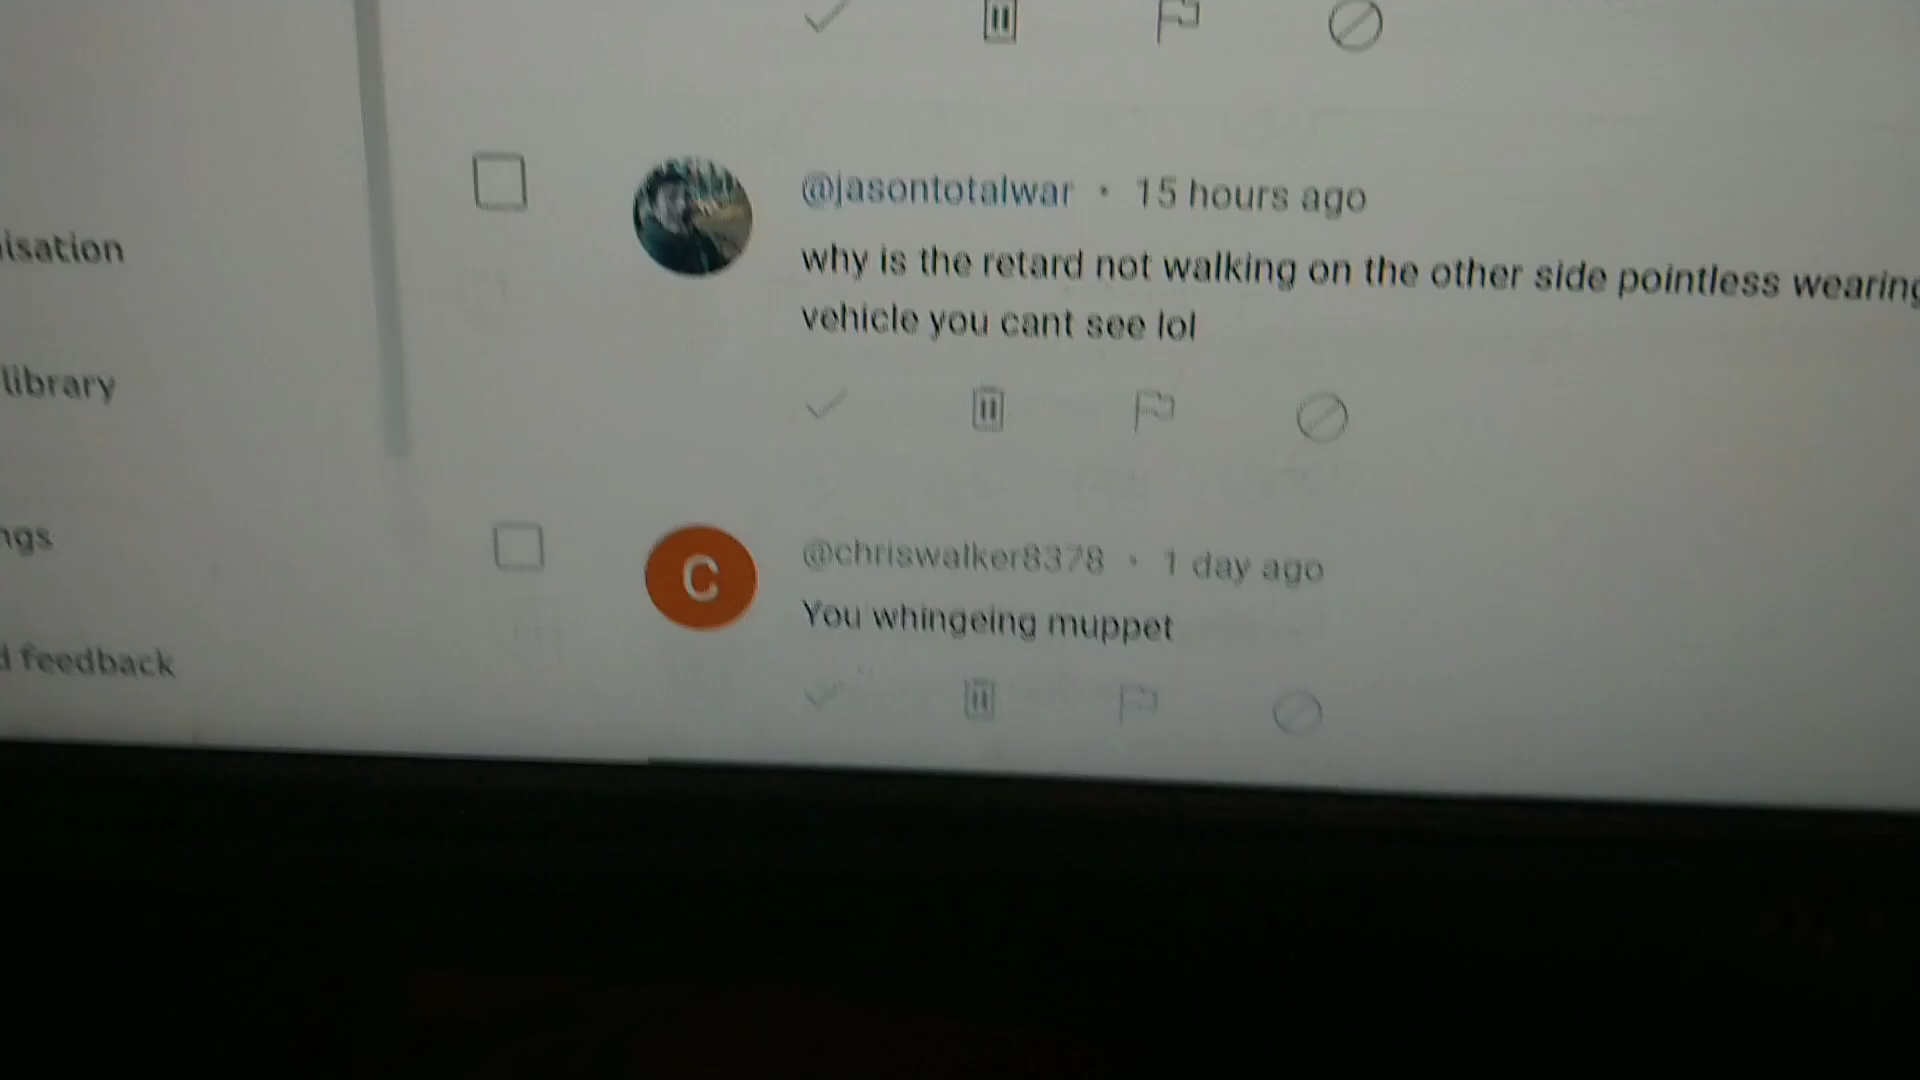 @jasontotalwar · 15 hours ago
why is the retard not walking on the other side pointless wearing
vehicle you cant see lol
@chriswalker8378 · 1 day ago
You whingeing muppet
C
isation
library
ngs
d feedback